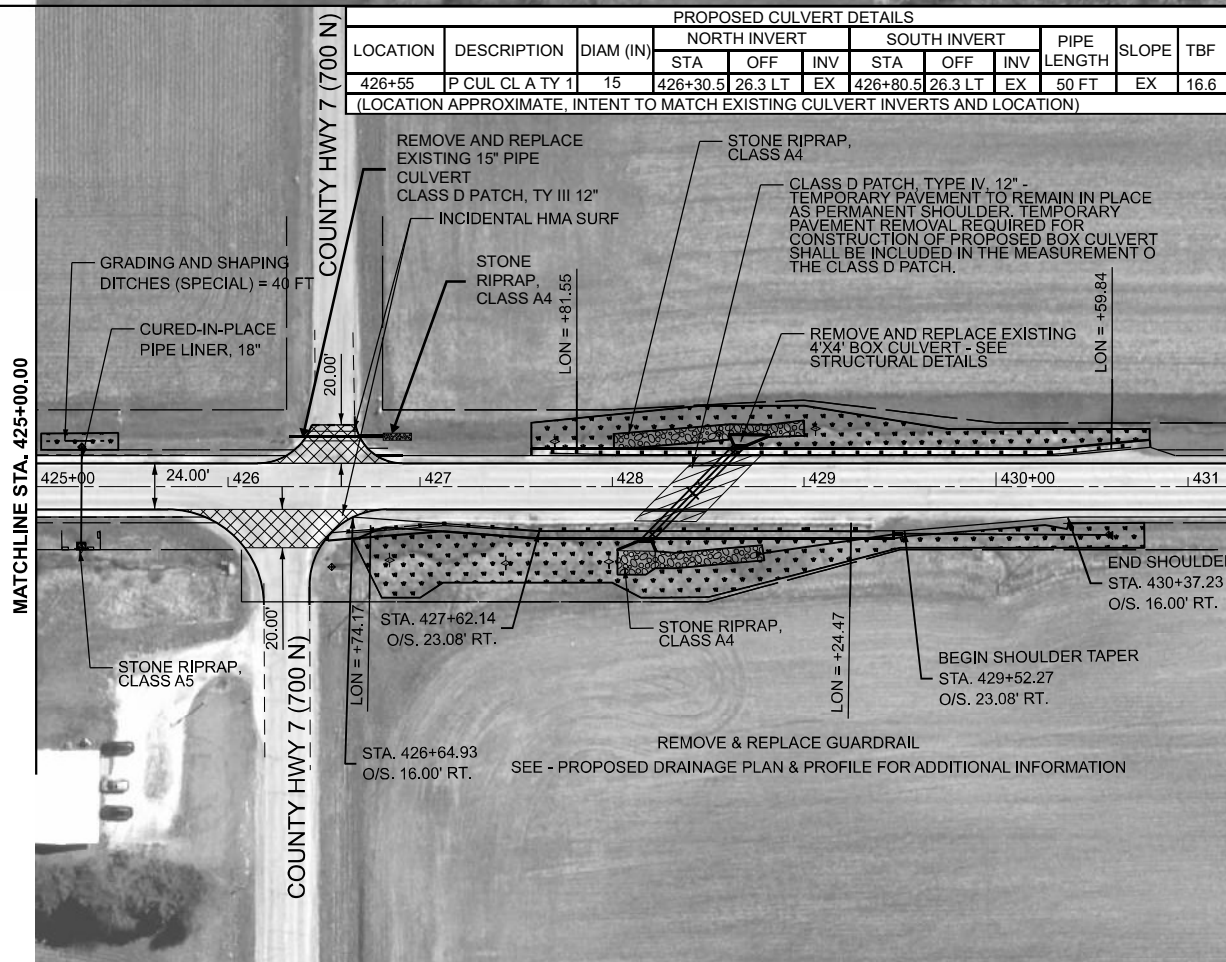 PROPOSED CULVERT DETAILS
LOCATION DESCRIPTION DIAM (IN) NORTH INVERT SOUTH INVERT PIPE LENGTH SLOPE TBF
STA OFF INV STA OFF INV
426+55 P CUL CL A TY 1 15 426+30.5 26.3 LT EX 426+80.5 26.3 LT EX 50 FT EX 16.6
(LOCATION APPROXIMATE, INTENT TO MATCH EXISTING CULVERT INVERTS AND LOCATION)
COUNTY HWY 7 (700 N)
REMOVE AND REPLACE
EXISTING 15" PIPE
CULVERT
CLASS D PATCH, TY III 12"
INCIDENTAL HMA SURF
STONE RIPRAP,
CLASS A4
CLASS D PATCH, TYPE IV, 12" -
TEMPORARY PAVEMENT TO REMAIN IN PLACE
AS PERMANENT SHOULDER. TEMPORARY
PAVEMENT REMOVAL REQUIRED FOR
CONSTRUCTION OF PROPOSED BOX CULVERT
SHALL BE INCLUDED IN THE MEASUREMENT O
THE CLASS D PATCH.
GRADING AND SHAPING
DITCHES (SPECIAL) = 40 FT
STONE
RIPRAP,
CLASS A4
LON = +81.55
LON = +59.84
CURED-IN-PLACE
PIPE LINER, 18"
REMOVE AND REPLACE EXISTING
4'X4' BOX CULVERT - SEE
STRUCTURAL DETAILS
20.00'
MATCHLINE STA. 425+00.00
425+00 24.00' 426 427 428 429 430+00 431
20.00'
LON = +74.17
STA. 427+62.14
O/S. 23.08' RT.
STONE RIPRAP,
CLASS A4
LON = +24.47
END SHOULDER
STA. 430+37.23
O/S. 16.00' RT.
STONE RIPRAP,
CLASS A5
BEGIN SHOULDER TAPER
STA. 429+52.27
O/S. 23.08' RT.
STA. 426+64.93
O/S. 16.00' RT.
REMOVE & REPLACE GUARDRAIL
SEE - PROPOSED DRAINAGE PLAN & PROFILE FOR ADDITIONAL INFORMATION
COUNTY HWY 7 (700 N)